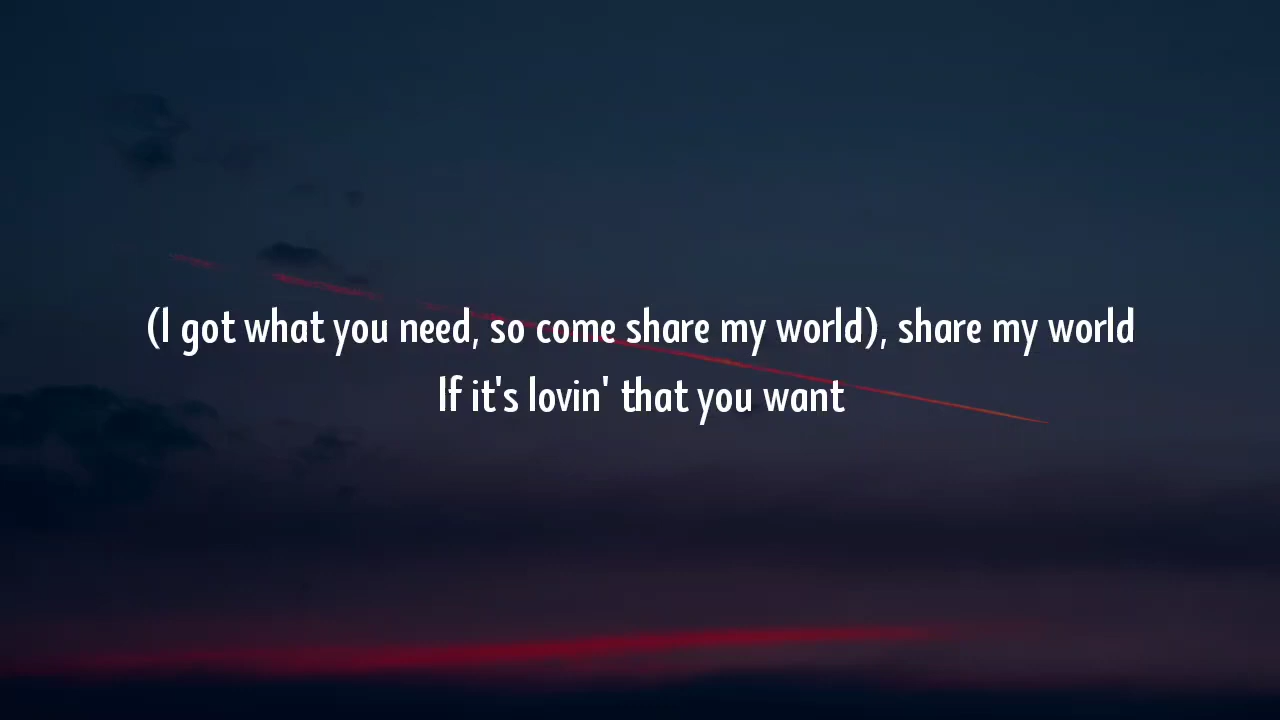 (I got what you need, so come share my world), share my world
If it's lovin' that you want